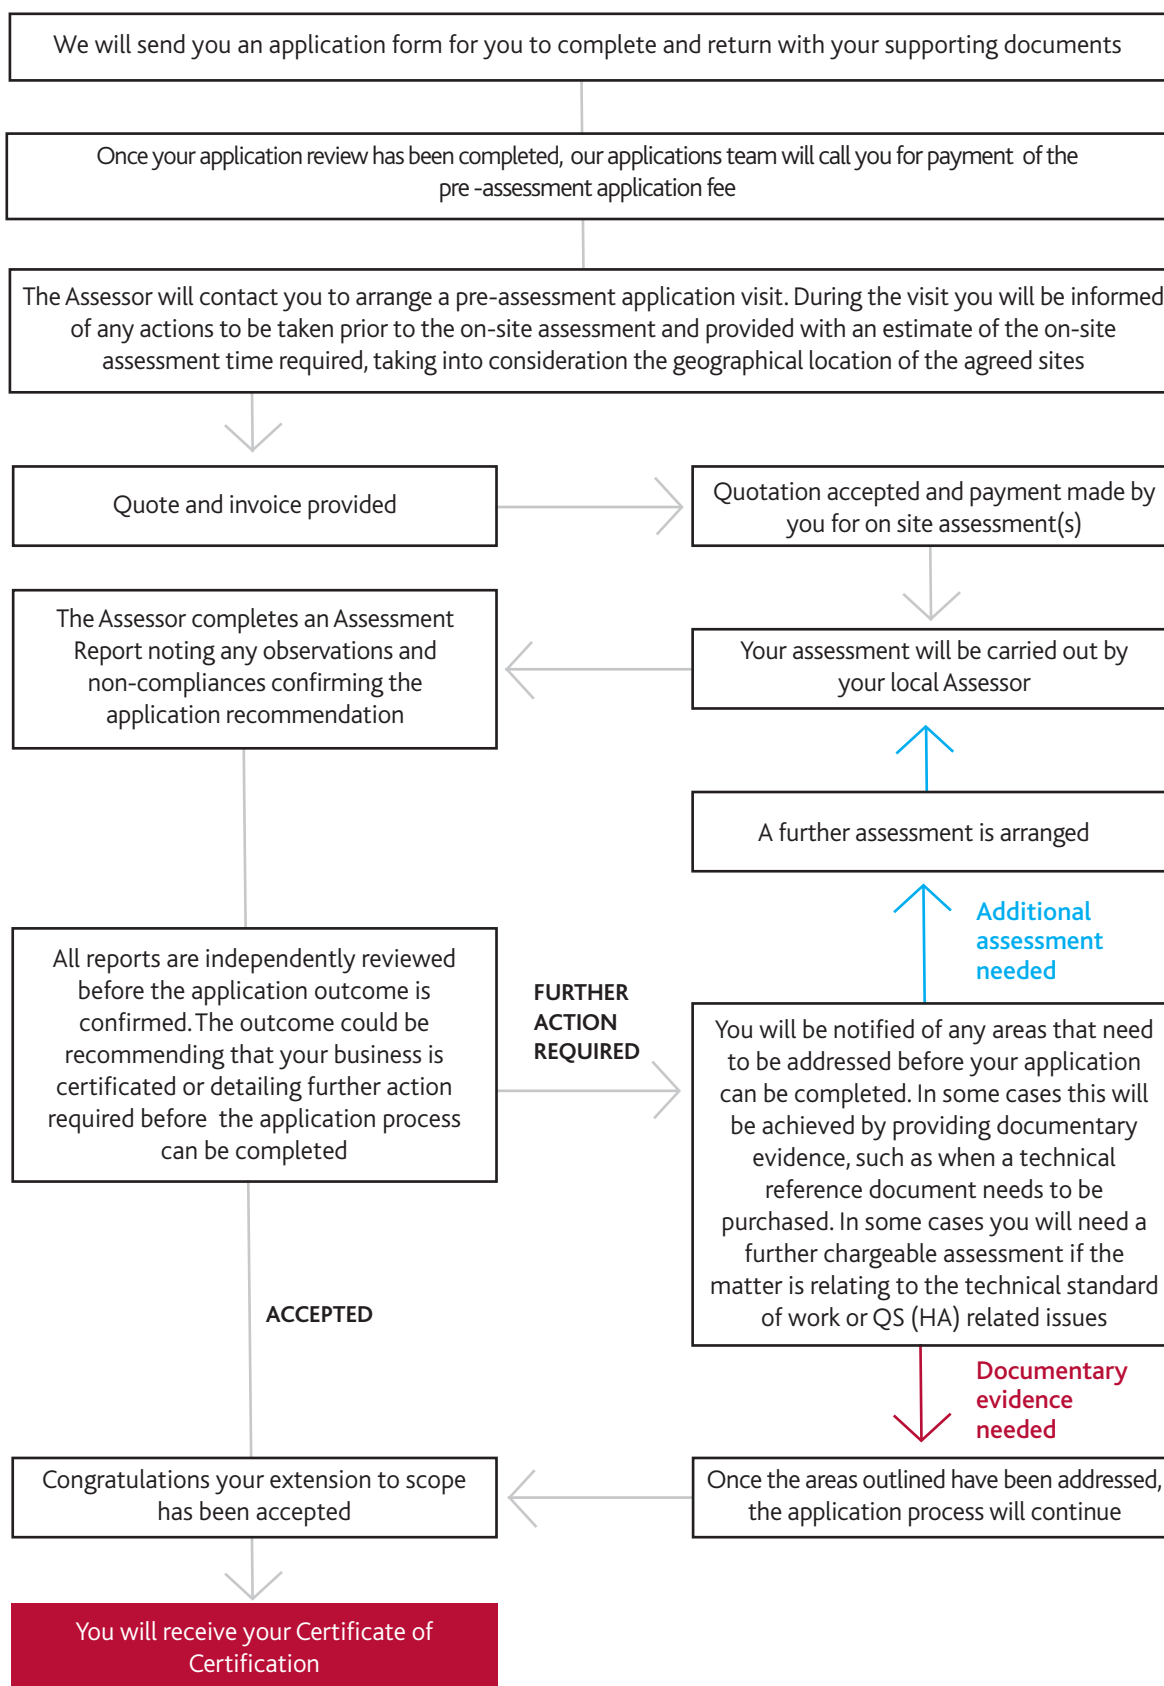 We will send you an application form for you to complete and return with your supporting documents
Once your application review has been completed, our applications team will call you for payment of the
pre -assessment application fee
The Assessor will contact you to arrange a pre-assessment application visit. During the visit you will be informed
of any actions to be taken prior to the on-site assessment and provided with an estimate of the on-site
assessment time required, taking into consideration the geographical location of the agreed sites
Quote and invoice provided
Quotation accepted and payment made by
you for on site assessment(s)
Your assessment will be carried out by
your local Assessor
The Assessor completes an Assessment
Report noting any observations and
non-compliances confirming the
application recommendation
A further assessment is arranged
Additional
assessment
needed
All reports are independently reviewed
before the application outcome is
confirmed. The outcome could be
recommending that your business is
certificated or detailing further action
required before the application process
can be completed
FURTHER
ACTION
REQUIRED
You will be notified of any areas that need
to be addressed before your application
can be completed. In some cases this will
be achieved by providing documentary
evidence, such as when a technical
reference document needs to be
purchased. In some cases you will need a
further chargeable assessment if the
matter is relating to the technical standard
of work or QS (HA) related issues
ACCEPTED
Documentary
evidence
needed
Once the areas outlined have been addressed,
the application process will continue
Congratulations your extension to scope
has been accepted
You will receive your Certificate of
Certification